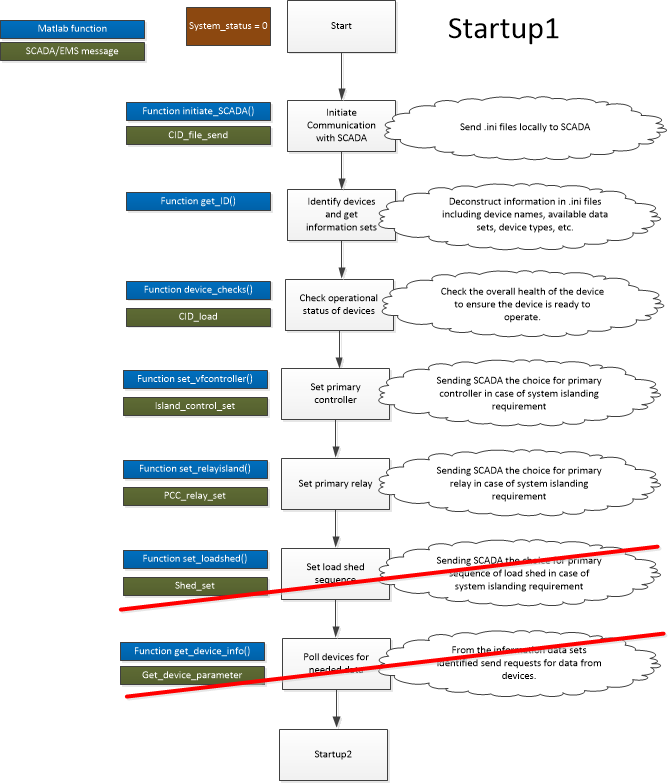 Startup1
Matlab function
SCADA/EMS message
System_status = 0
Start
Function initiate_SCADA()
CID_file_send
Initiate
Communication
with SCADA
Send .ini files locally to SCADA
Function get_ID()
Identify devices
and get
information sets
Deconstruct information in .ini files
including device names, available data
sets, device types, etc.
Function device_checks()
CID_load
Check operational
status of devices
Check the overall health of the device
to ensure the device is ready to
operate.
Function set_vfcontroller()
Island_control_set
Set primary
controller
Sending SCADA the choice for primary
controller in case of system islanding
requirement
Function set_relayisland()
PCC_relay_set
Set primary relay
Sending SCADA the choice for primary
relay in case of system islanding
requirement
Function set_loadshed()
Shed_set
Set load shed
sequence
Sending SCADA the choice for primary
sequence of load shed in case of
system islanding requirement
Function get_device_info()
Get_device_parameter
Poll devices for
needed data
From the information data sets
identified send requests for data from
devices.
Startup2